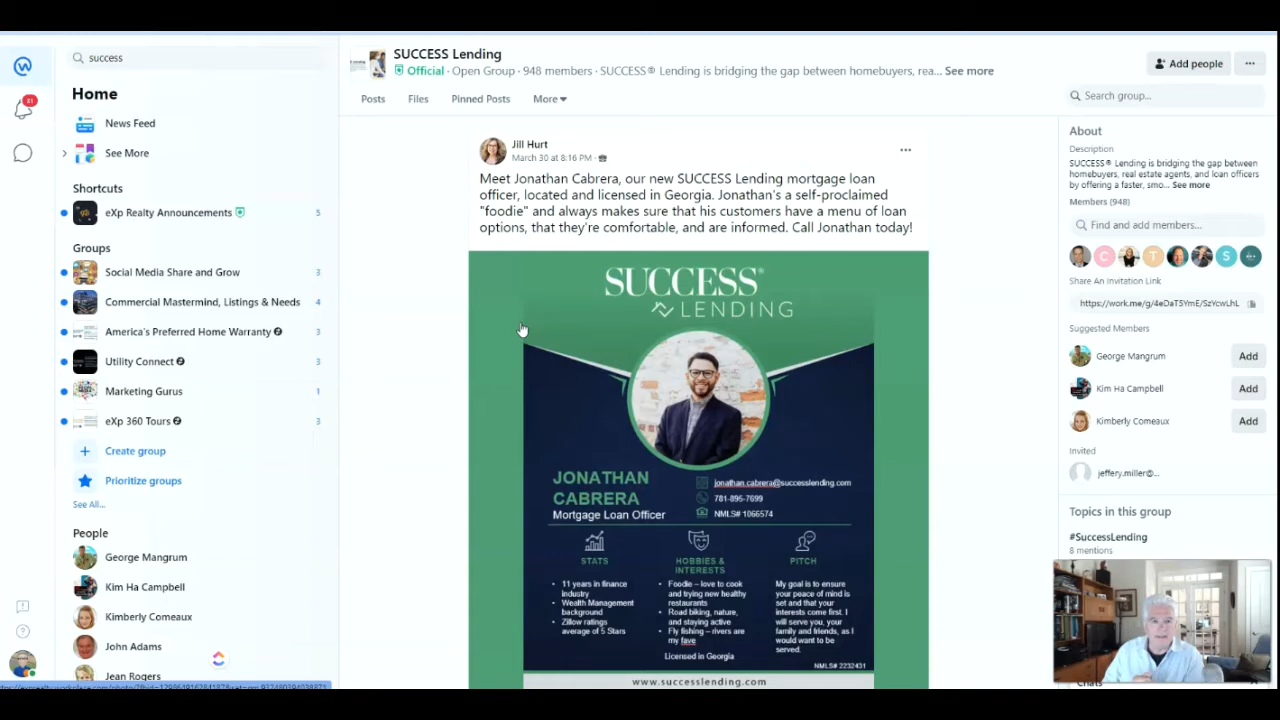 success
SUCCESS Lending
Official · Open Group · 948 members · SUCCESS® Lending is bridging the gap between homebuyers, rea... See more
Add people
Posts
Files
Pinned Posts
More
Search group...
31
Home
News Feed
See More
Shortcuts
eXp Realty Announcements
5
Groups
Social Media Share and Grow
3
Commercial Mastermind, Listings & Needs
4
America's Preferred Home Warranty
3
Utility Connect
3
Marketing Gurus
1
eXp 360 Tours
3
Create group
Prioritize groups
See All...
People
George Mangrum
Kim Ha Campbell
Kimberly Comeaux
John Adams
Jean Rogers
Jill Hurt
March 30 at 8:16 PM ·
Meet Jonathan Cabrera, our new SUCCESS Lending mortgage loan
officer, located and licensed in Georgia. Jonathan's a self-proclaimed
"foodie" and always makes sure that his customers have a menu of loan
options, that they're comfortable, and are informed. Call Jonathan today!
SUCCESS®
LENDING
JONATHAN
CABRERA
Mortgage Loan Officer
jonathan.cabrera@successlending.com
781-895-7699
NMLS# 1066574
STATS
• 11 years in finance
industry
• Wealth Management
background
• Zillow ratings
average of 5 Stars
HOBBIES &
INTERESTS
• Foodie – love to cook
and trying new healthy
restaurants
• Road biking, nature,
and staying active
• Fly fishing – rivers are
my fave
Licensed in Georgia
PITCH
My goal is to ensure
your peace of mind is
set and that your
interests come first. I
will serve you, your
family and friends, as I
would want to be
served.
NMLS# 2232431
www.successlending.com
About
Description
SUCCESS® Lending is bridging the gap between
homebuyers, real estate agents, and loan officers
by offering a faster, smo... See more
Members (948)
Find and add members...
C
T
S
Share An Invitation Link
https://work.me/g/4eDaT5YmE/SzYcwLhL
Suggested Members
George Mangrum
Add
Kim Ha Campbell
Add
Kimberly Comeaux
Add
Invited
jeffery.miller@...
Topics in this group
#SuccessLending
8 mentions
Chats